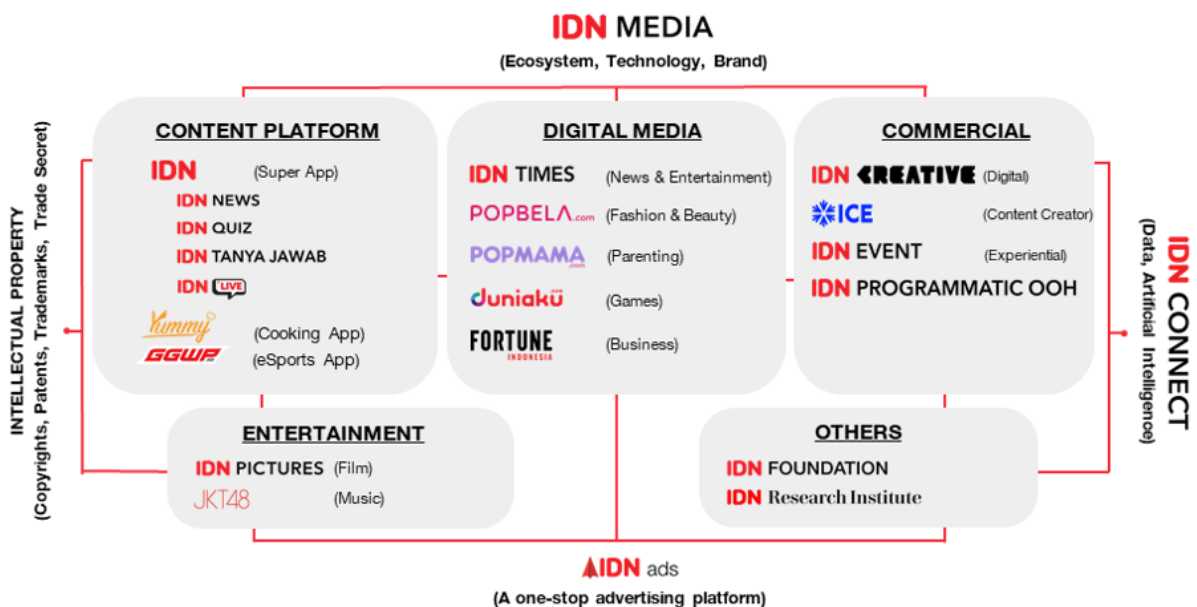 IDN MEDIA
(Ecosystem, Technology, Brand)
INTELLECTUAL PROPERTY
(Copyrights, Patents, Trademarks, Trade Secret)
CONTENT PLATFORM
IDN (Super App)
IDN NEWS
IDN QUIZ
IDN TANYA JAWAB
IDN LIVE
Yummy (Cooking App)
GGWP.ID (eSports App)
DIGITAL MEDIA
IDN TIMES (News & Entertainment)
POPBELA.com (Fashion & Beauty)
POPMAMA.com (Parenting)
duniaku.com (Games)
FORTUNE INDONESIA (Business)
COMMERCIAL
IDN CREATIVE (Digital)
ICE (Content Creator)
IDN EVENT (Experiential)
IDN PROGRAMMATIC OOH
IDN CONNECT
(Data, Artificial Intelligence)
ENTERTAINMENT
IDN PICTURES (Film)
JKT48 (Music)
OTHERS
IDN FOUNDATION
IDN Research Institute
IDN ads
(A one-stop advertising platform)